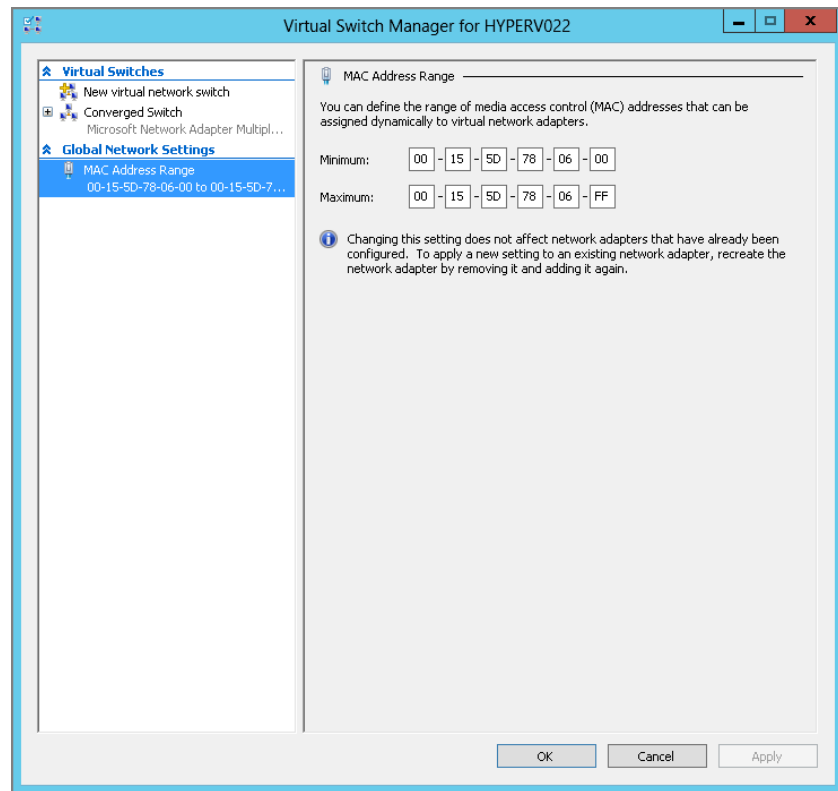 Virtual Switch Manager for HYPERV022
Virtual Switches
New virtual network switch
Converged Switch
Microsoft Network Adapter Multipl...
Global Network Settings
MAC Address Range
00-15-5D-78-06-00 to 00-15-5D-7...
MAC Address Range
You can define the range of media access control (MAC) addresses that can be
assigned dynamically to virtual network adapters.
Minimum: 00 - 15 - 5D - 78 - 06 - 00
Maximum: 00 - 15 - 5D - 78 - 06 - FF
Changing this setting does not affect network adapters that have already been
configured. To apply a new setting to an existing network adapter, recreate the
network adapter by removing it and adding it again.
OK Cancel Apply